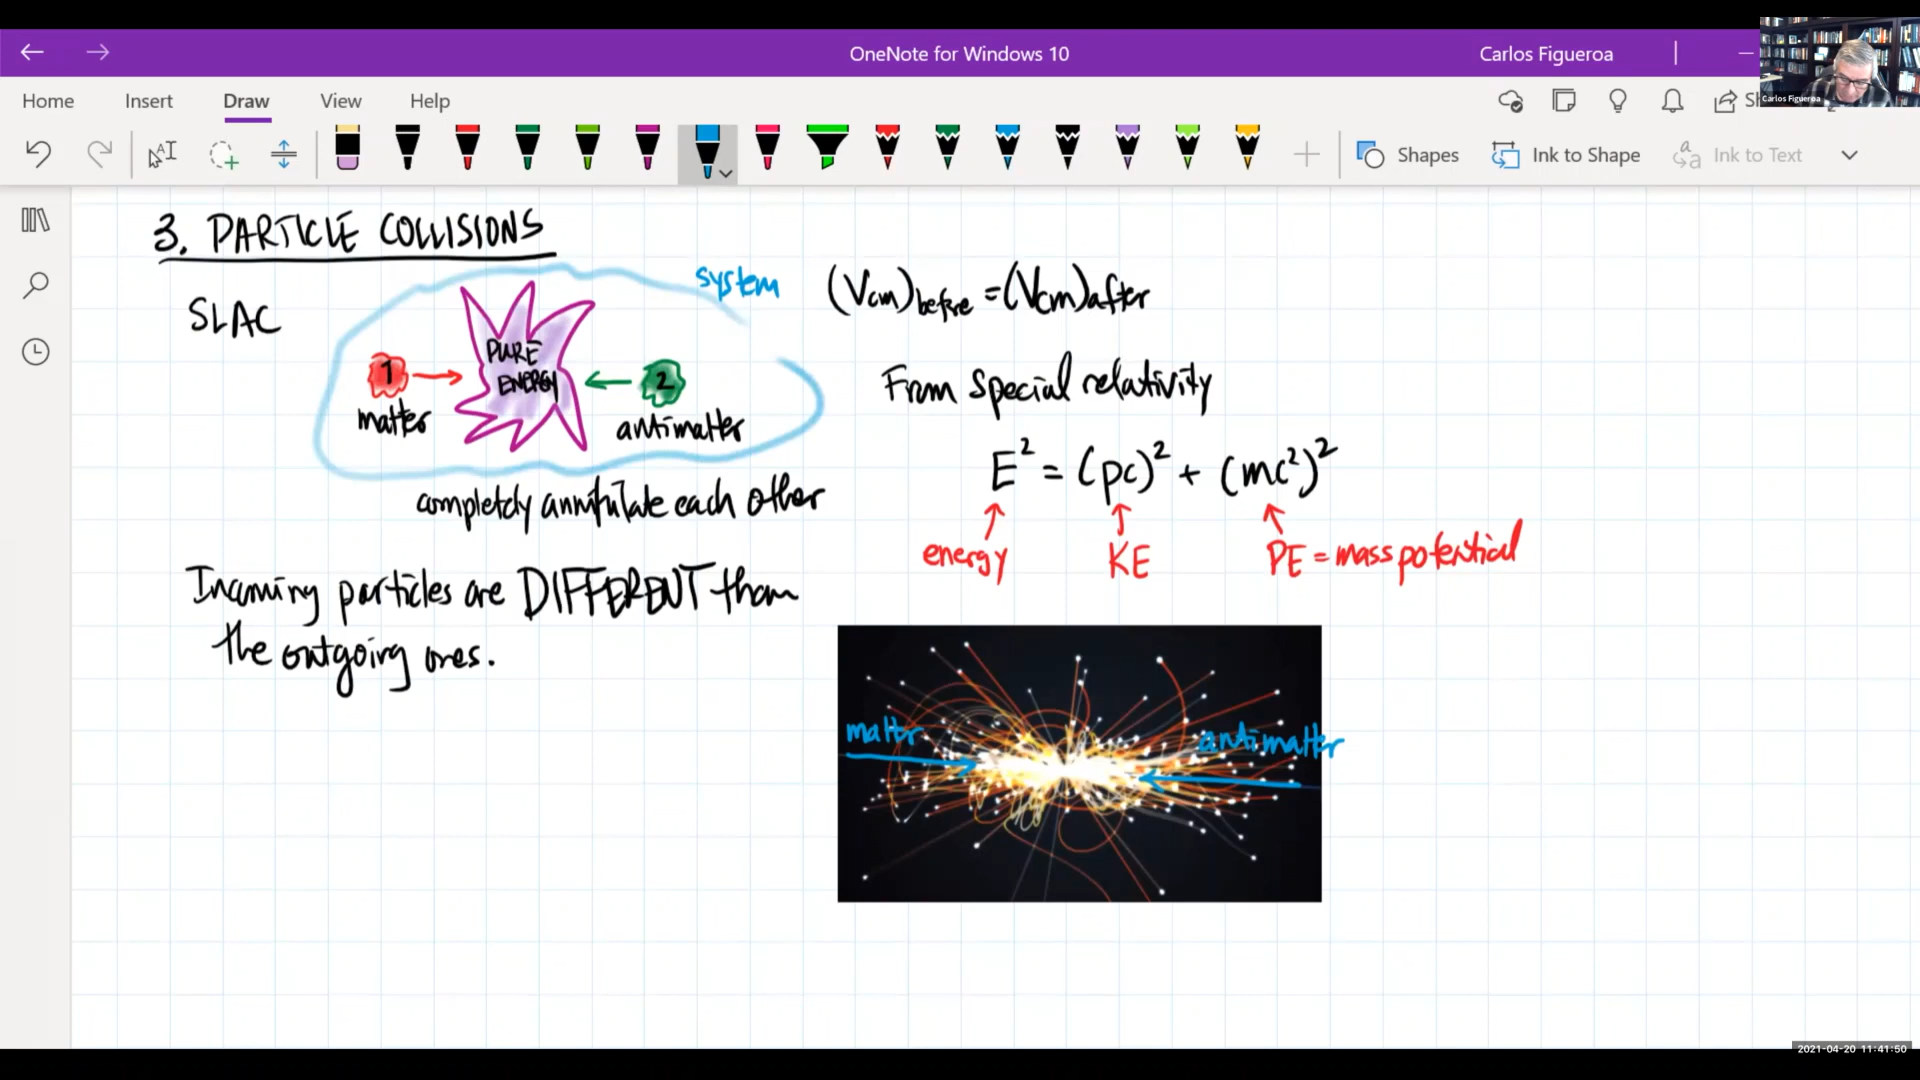 OneNote for Windows 10
Carlos Figueroa
Carlos Figueroa
Home Insert Draw View Help
Shapes Ink to Shape Ink to Text
3. PARTICLE COLLISIONS
SLAC
system
PURE
ENERGY
1
2
matter
antimatter
completely annihilate each other
Incoming particles are DIFFERENT than
the outgoing ones.
(Vcm)before = (Vcm)after
From special relativity
E² = (pc)² + (mc²)²
energy KE PE = mass potential
matter
antimatter
2021-04-20 11:41:50